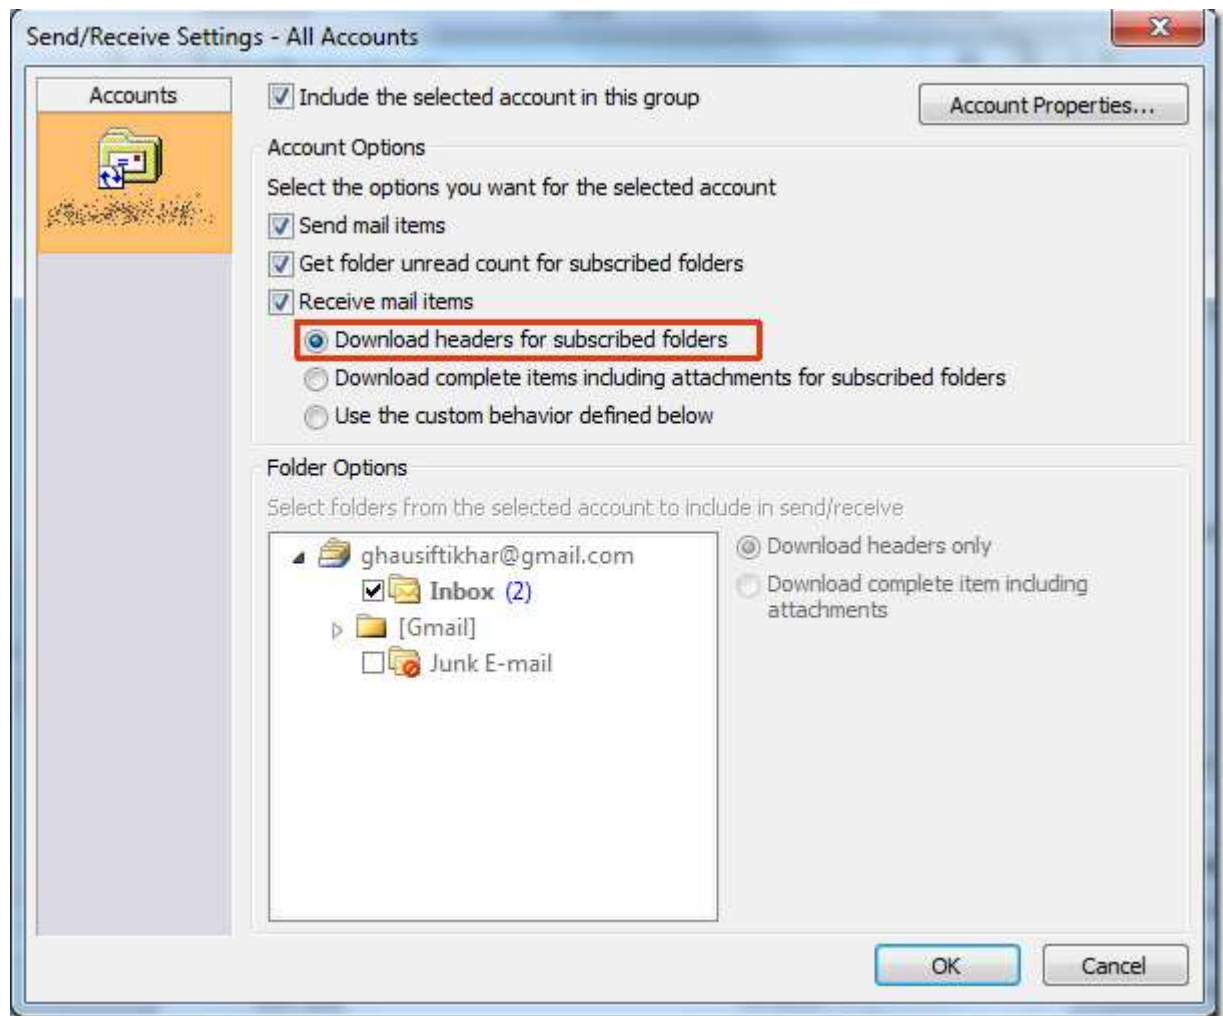 Send/Receive Settings - All Accounts
Accounts
Include the selected account in this group
Account Properties...
Account Options
Select the options you want for the selected account
Send mail items
Get folder unread count for subscribed folders
Receive mail items
Download headers for subscribed folders
Download complete items including attachments for subscribed folders
Use the custom behavior defined below
Folder Options
Select folders from the selected account to include in send/receive
ghausiftikhar@gmail.com
Inbox (2)
[Gmail]
Junk E-mail
Download headers only
Download complete item including
attachments
OK
Cancel